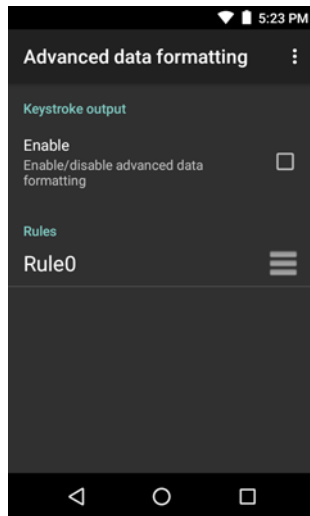 5:23 PM
Advanced data formatting
Keystroke output
Enable
Enable/disable advanced data
formatting
Rules
Rule0